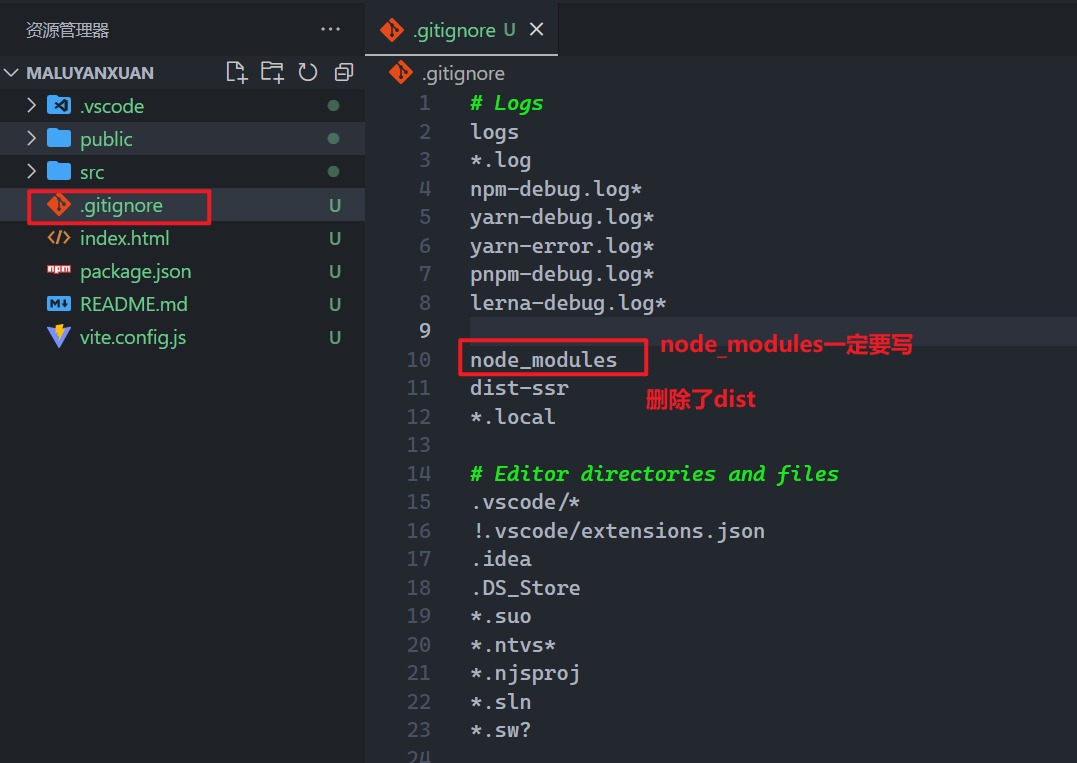 资源管理器
MALUYANXUAN
.vscode
public
src
.gitignore U
index.html U
package.json U
README.md U
vite.config.js U
.gitignore U
.gitignore
1 # Logs
2 logs
3 *.log
4 npm-debug.log*
5 yarn-debug.log*
6 yarn-error.log*
7 pnpm-debug.log*
8 lerna-debug.log*
9
10 node_modules
node_modules一定要写
11 dist-ssr
删除了dist
12 *.local
13
14 # Editor directories and files
15 .vscode/*
16 !.vscode/extensions.json
17 .idea
18 .DS_Store
19 *.suo
20 *.ntvs*
21 *.njsproj
22 *.sln
23 *.sw?
24